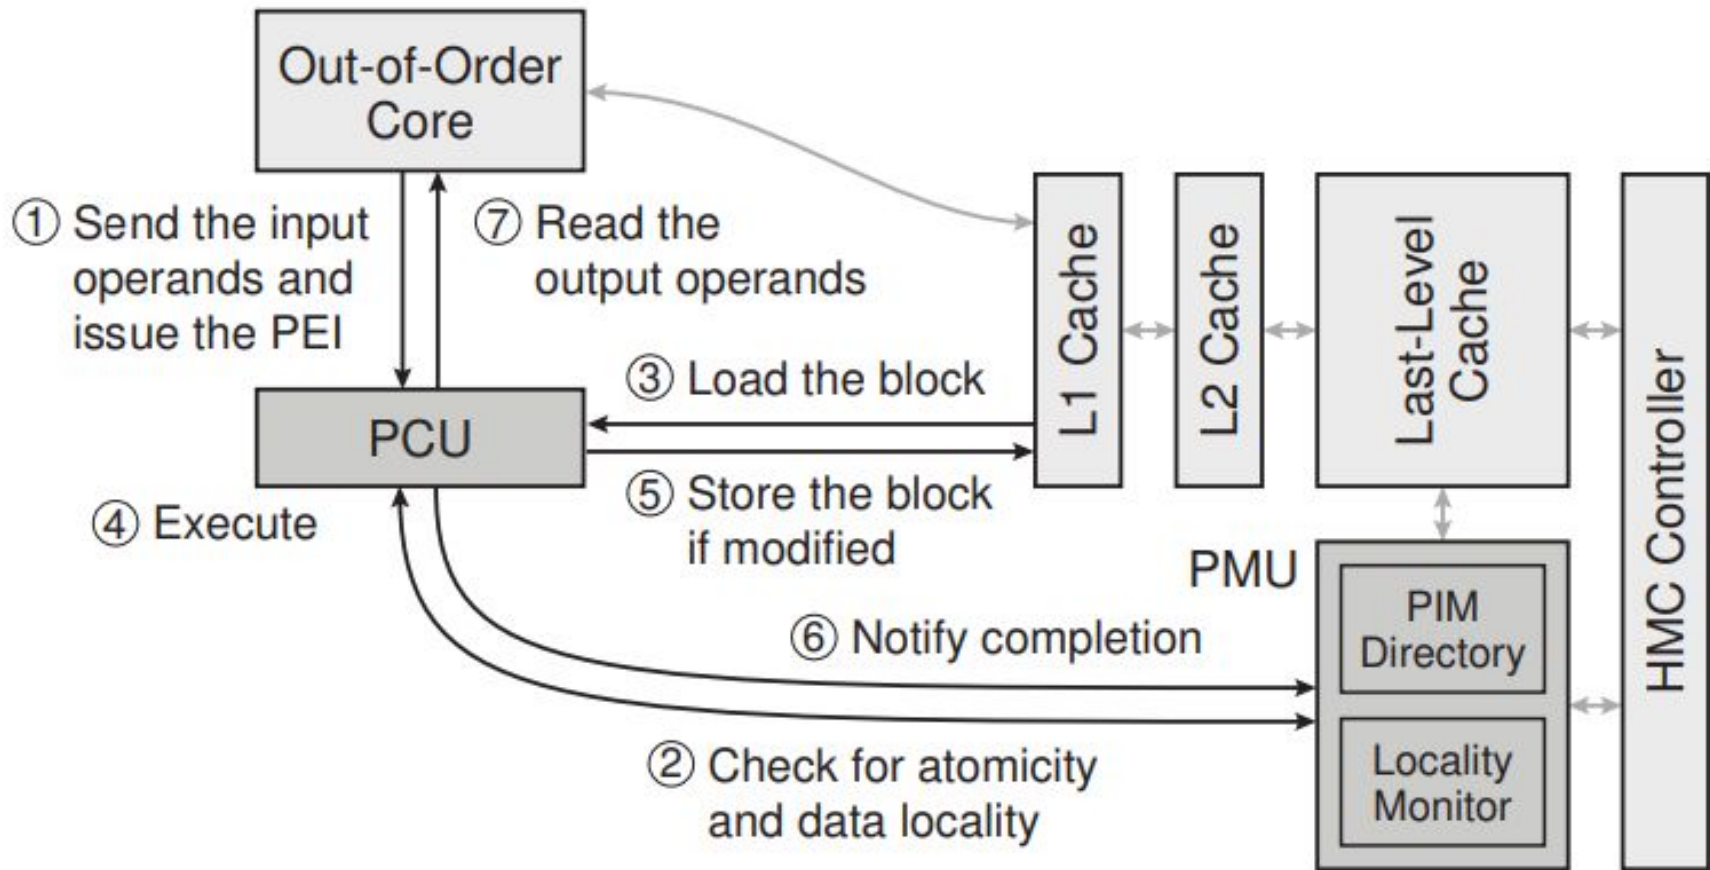 Out-of-Order
Core
① Send the input
operands and
issue the PEI
⑦ Read the
output operands
PCU
③ Load the block
④ Execute
⑤ Store the block
if modified
L1 Cache
L2 Cache
Last-Level
Cache
HMC Controller
PMU
PIM
Directory
Locality
Monitor
⑥ Notify completion
② Check for atomicity
and data locality